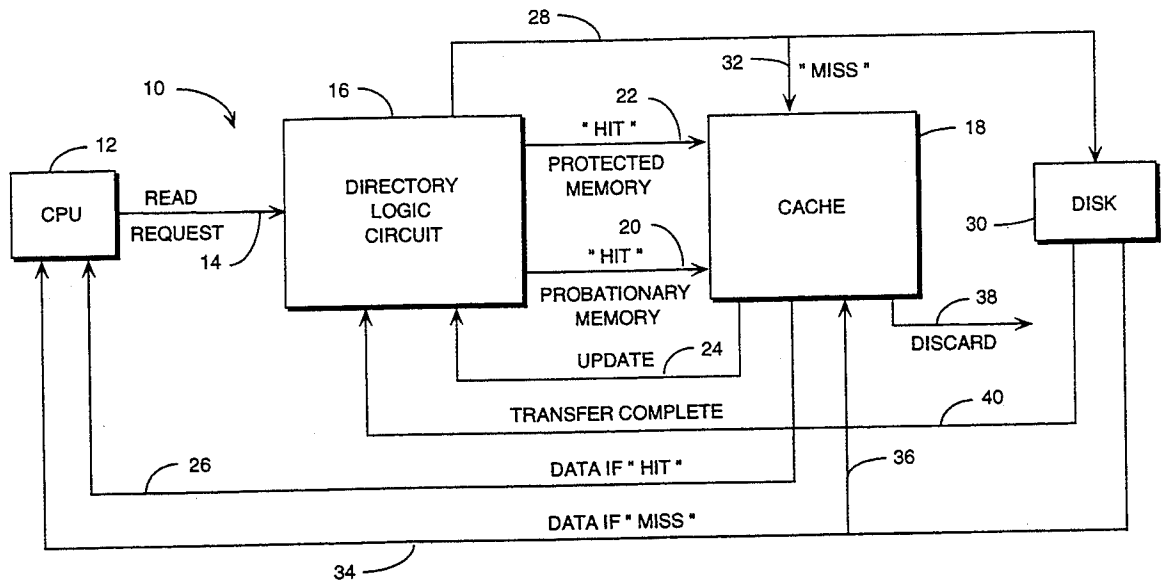 28
32
" MISS "
10
16
22
18
12
" HIT "
PROTECTED
MEMORY
DIRECTORY
LOGIC
CIRCUIT
CPU
READ
REQUEST
14
CACHE
DISK
30
20
" HIT "
PROBATIONARY
MEMORY
38
DISCARD
UPDATE
24
TRANSFER COMPLETE
40
26
DATA IF " HIT "
36
DATA IF " MISS "
34